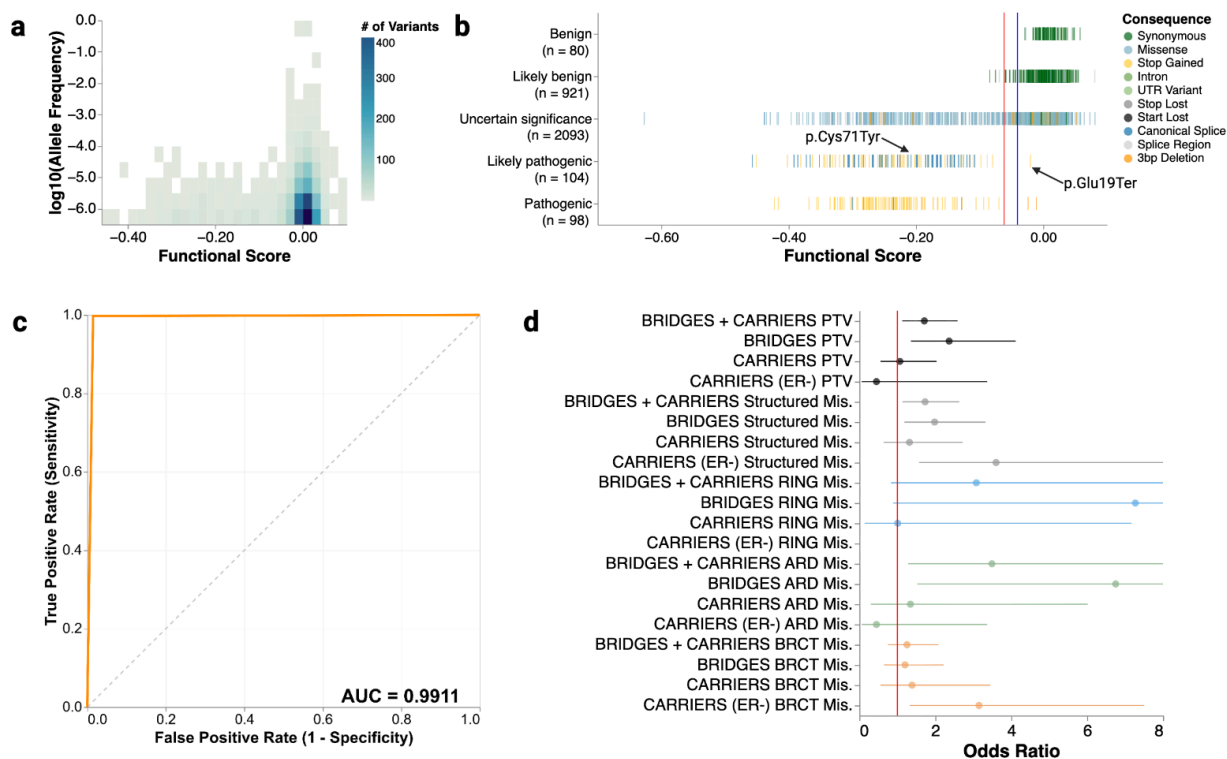 a
0.0
−1.0
−2.0
−3.0
−4.0
−5.0
−6.0
log10(Allele Frequency)
−0.40
−0.20
0.00
Functional Score
# of Variants
400
300
200
100
b
Benign
(n = 80)
Likely benign
(n = 921)
Uncertain significance
(n = 2093)
Likely pathogenic
(n = 104)
Pathogenic
(n = 98)
p.Cys71Tyr
p.Glu19Ter
−0.60
−0.40
−0.20
0.00
Functional Score
Consequence
Synonymous
Missense
Stop Gained
Intron
UTR Variant
Stop Lost
Start Lost
Canonical Splice
Splice Region
3bp Deletion
c
1.0
0.8
0.6
0.4
0.2
0.0
True Positive Rate (Sensitivity)
AUC = 0.9911
0.0
0.2
0.4
0.6
0.8
1.0
False Positive Rate (1 - Specificity)
d
BRIDGES + CARRIERS PTV
BRIDGES PTV
CARRIERS PTV
CARRIERS (ER-) PTV
BRIDGES + CARRIERS Structured Mis.
BRIDGES Structured Mis.
CARRIERS Structured Mis.
CARRIERS (ER-) Structured Mis.
BRIDGES + CARRIERS RING Mis.
BRIDGES RING Mis.
CARRIERS RING Mis.
CARRIERS (ER-) RING Mis.
BRIDGES + CARRIERS ARD Mis.
BRIDGES ARD Mis.
CARRIERS ARD Mis.
CARRIERS (ER-) ARD Mis.
BRIDGES + CARRIERS BRCT Mis.
BRIDGES BRCT Mis.
CARRIERS BRCT Mis.
CARRIERS (ER-) BRCT Mis.
0
2
4
6
8
Odds Ratio